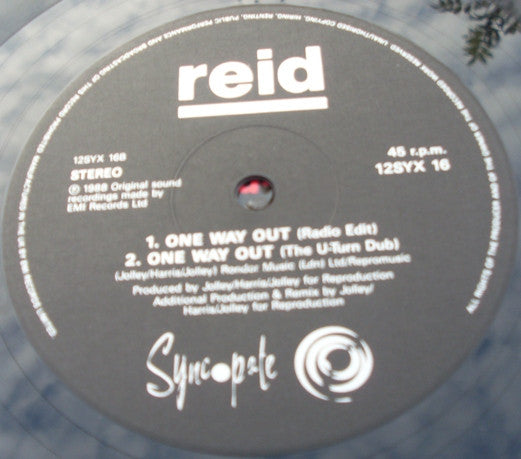 reid
12SYX 16B
STEREO
℗ 1988 Original sound
recordings made by
EMI Records Ltd
45 r.p.m.
12SYX 16
1. ONE WAY OUT (Radio Edit)
2. ONE WAY OUT (The U-Turn Dub)
(Jolley/Harris/Jolley) Rondor Music (Ldn) Ltd/Repromusic
Produced by Jolley/Harris/Jolley for Reproduction
Additional Production & Remix by Jolley/
Harris/Jolley for Reproduction
Syncopate